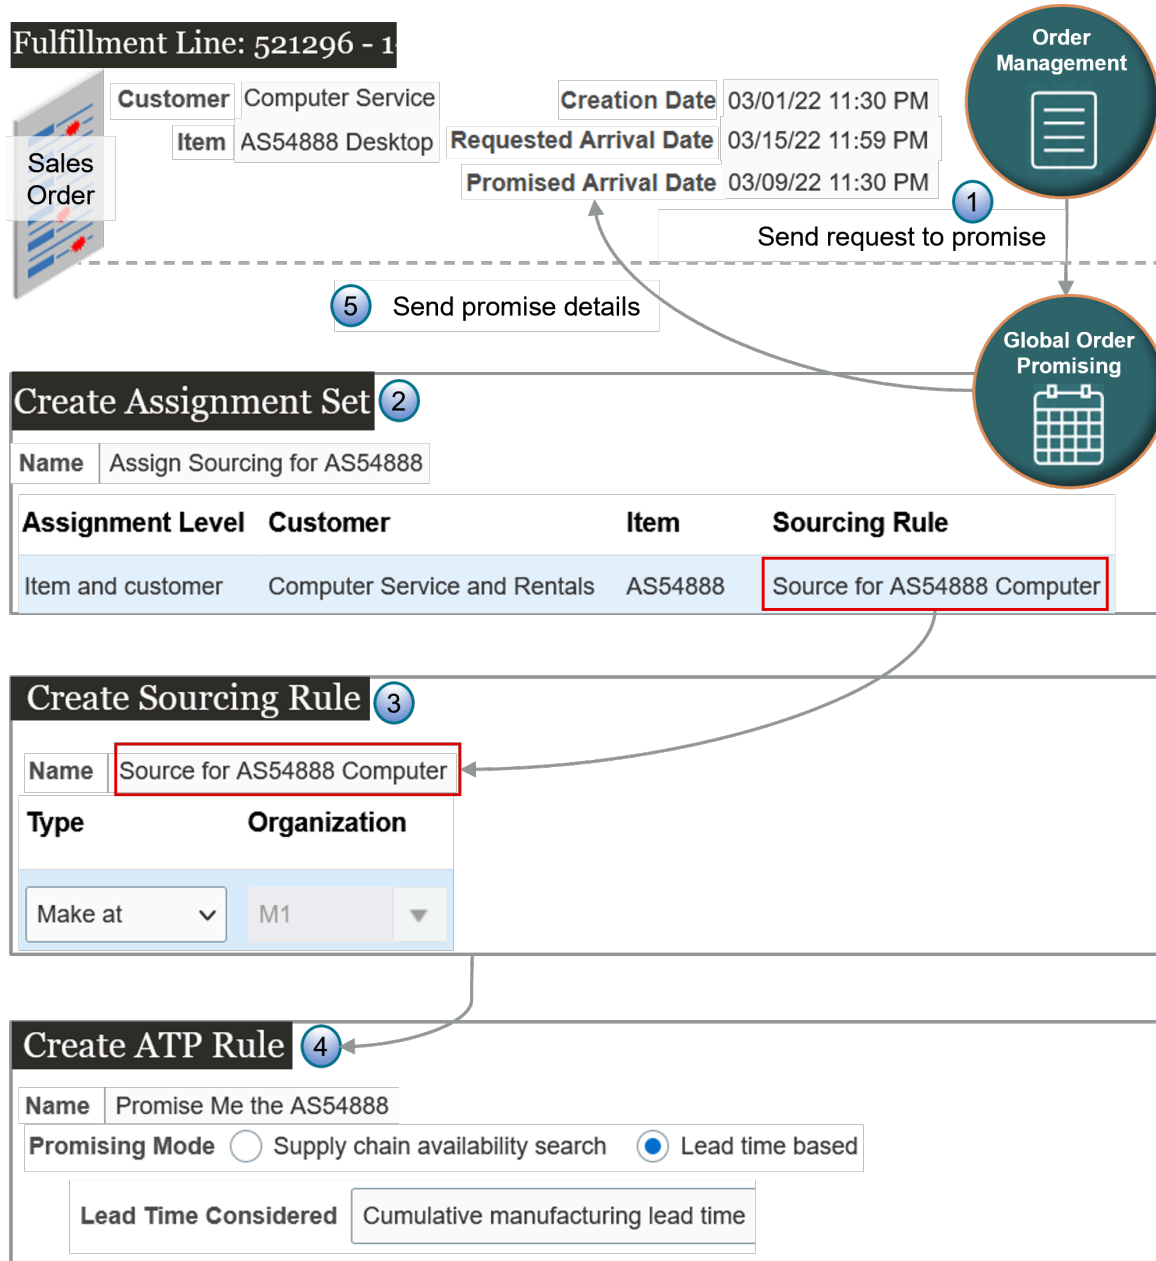 Fulfillment Line: 521296 - 1
Order
Management
Customer Computer Service
Creation Date 03/01/22 11:30 PM
Item AS54888 Desktop
Requested Arrival Date 03/15/22 11:59 PM
Promised Arrival Date 03/09/22 11:30 PM
Sales
Order
1
Send request to promise
5 Send promise details
Global Order
Promising
Create Assignment Set 2
Name Assign Sourcing for AS54888
Assignment Level Customer Item Sourcing Rule
Item and customer Computer Service and Rentals AS54888 Source for AS54888 Computer
Create Sourcing Rule 3
Name Source for AS54888 Computer
Type Organization
Make at M1
Create ATP Rule 4
Name Promise Me the AS54888
Promising Mode Supply chain availability search Lead time based
Lead Time Considered Cumulative manufacturing lead time